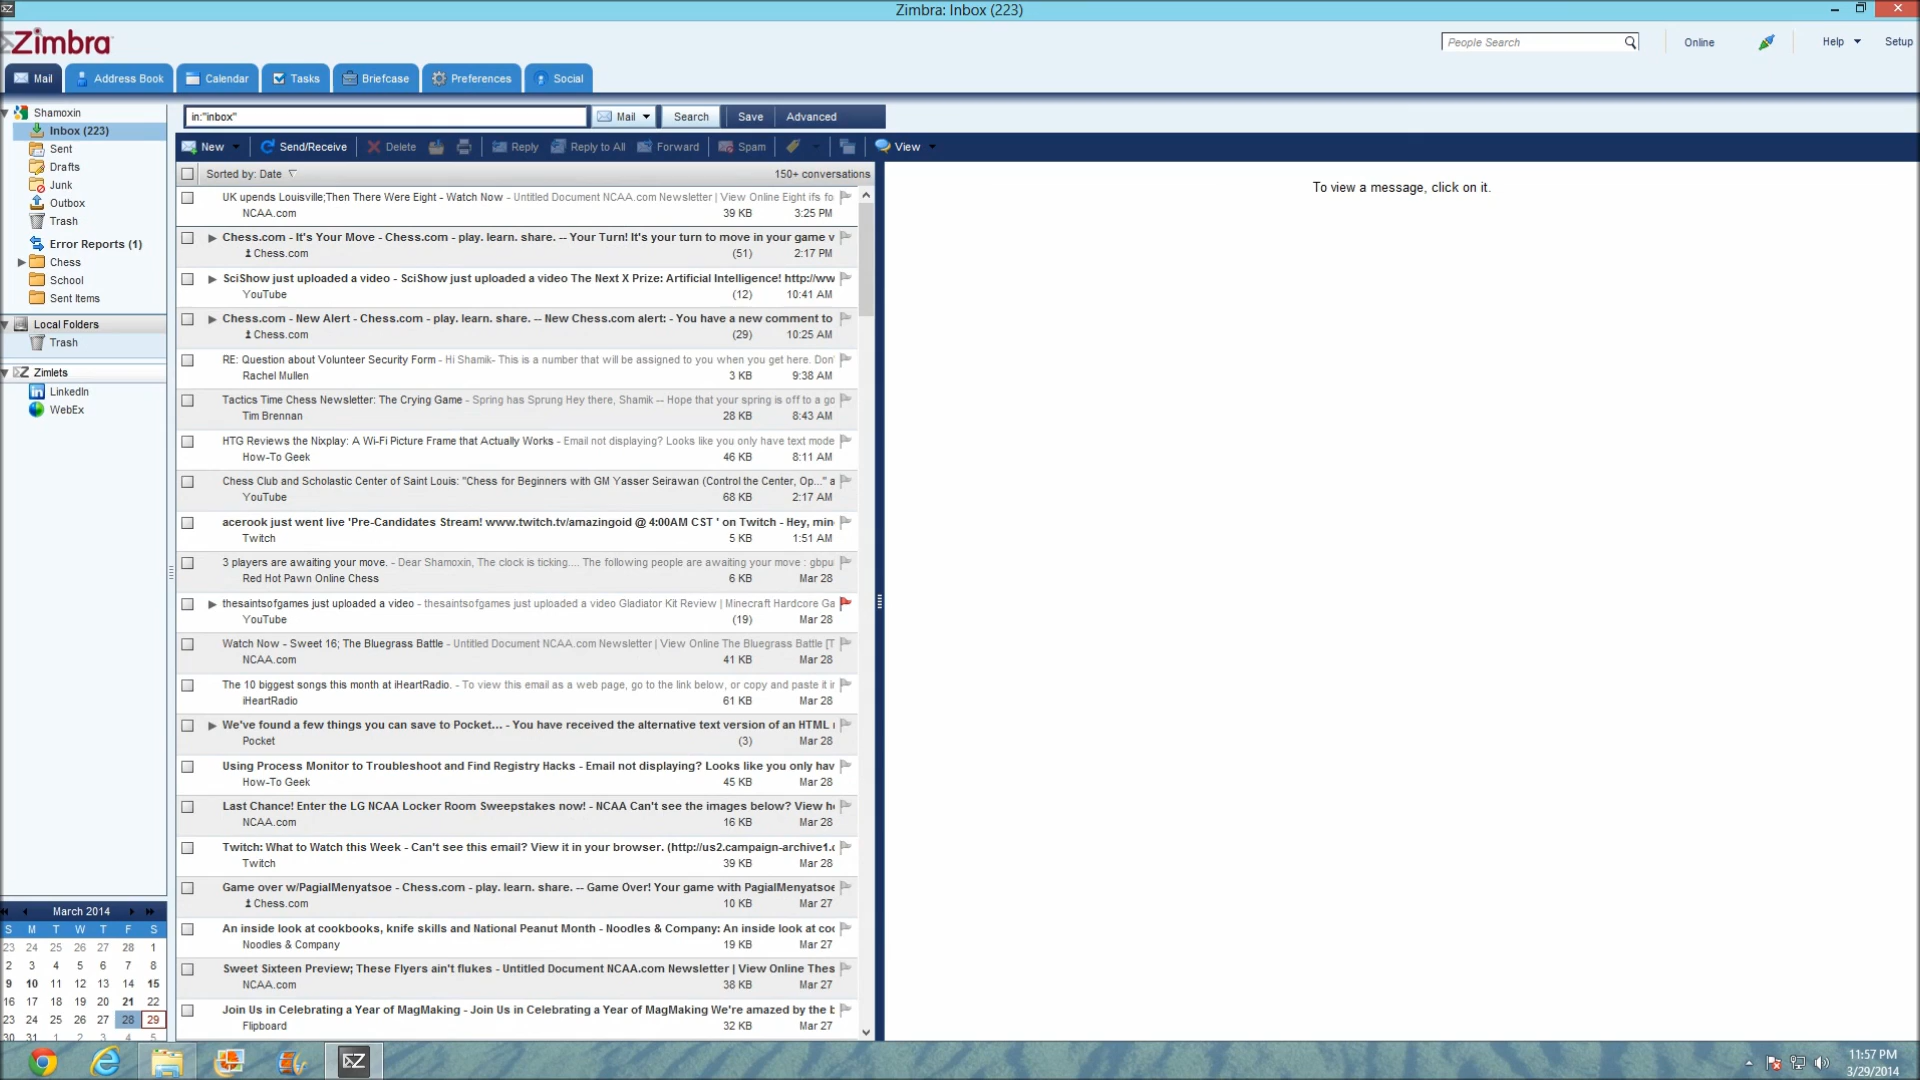 Zimbra: Inbox (223)
Zimbra
People Search
Online
Help
Setup
Mail
Address Book
Calendar
Tasks
Briefcase
Preferences
Social
Shamoxin
Inbox (223)
Sent
Drafts
Junk
Outbox
Trash
Error Reports (1)
Chess
School
Sent Items
Local Folders
Trash
Zimlets
LinkedIn
WebEx
in:"inbox"
Mail
Search
Save
Advanced
New
Send/Receive
Delete
Reply
Reply to All
Forward
Spam
View
Sorted by: Date
150+ conversations
UK upends Louisville;Then There Were Eight - Watch Now - Untitled Document NCAA.com Newsletter | View Online Eight ifs fo
NCAA.com 39 KB 3:25 PM
Chess.com - It's Your Move - Chess.com - play. learn. share. -- Your Turn! It's your turn to move in your game v
Chess.com (51) 2:17 PM
SciShow just uploaded a video - SciShow just uploaded a video The Next X Prize: Artificial Intelligence! http://ww
YouTube (12) 10:41 AM
Chess.com - New Alert - Chess.com - play. learn. share. -- New Chess.com alert: - You have a new comment to
Chess.com (29) 10:25 AM
RE: Question about Volunteer Security Form - Hi Shamik- This is a number that will be assigned to you when you get here. Don'
Rachel Mullen 3 KB 9:38 AM
Tactics Time Chess Newsletter: The Crying Game - Spring has Sprung Hey there, Shamik -- Hope that your spring is off to a go
Tim Brennan 28 KB 8:43 AM
HTG Reviews the Nixplay: A Wi-Fi Picture Frame that Actually Works - Email not displaying? Looks like you only have text mode
How-To Geek 46 KB 8:11 AM
Chess Club and Scholastic Center of Saint Louis: "Chess for Beginners with GM Yasser Seirawan (Control the Center, Op..." a
YouTube 68 KB 2:17 AM
acerook just went live 'Pre-Candidates Stream! www.twitch.tv/amazingoid @ 4:00AM CST ' on Twitch - Hey, min
Twitch 5 KB 1:51 AM
3 players are awaiting your move. - Dear Shamoxin, The clock is ticking.... The following people are awaiting your move : gbpu
Red Hot Pawn Online Chess 6 KB Mar 28
thesaintsofgames just uploaded a video - thesaintsofgames just uploaded a video Gladiator Kit Review | Minecraft Hardcore Ga
YouTube (19) Mar 28
Watch Now - Sweet 16; The Bluegrass Battle - Untitled Document NCAA.com Newsletter | View Online The Bluegrass Battle [T
NCAA.com 41 KB Mar 28
The 10 biggest songs this month at iHeartRadio. - To view this email as a web page, go to the link below, or copy and paste it i
iHeartRadio 61 KB Mar 28
We've found a few things you can save to Pocket... - You have received the alternative text version of an HTML
Pocket (3) Mar 28
Using Process Monitor to Troubleshoot and Find Registry Hacks - Email not displaying? Looks like you only hav
How-To Geek 45 KB Mar 28
Last Chance! Enter the LG NCAA Locker Room Sweepstakes now! - NCAA Can't see the images below? View h
NCAA.com 16 KB Mar 28
Twitch: What to Watch this Week - Can't see this email? View it in your browser. (http://us2.campaign-archive1.c
Twitch 39 KB Mar 28
Game over w/PagialMenyatsoe - Chess.com - play. learn. share. -- Game Over! Your game with PagialMenyatsoe
Chess.com 10 KB Mar 27
An inside look at cookbooks, knife skills and National Peanut Month - Noodles & Company: An inside look at coo
Noodles & Company 19 KB Mar 27
Sweet Sixteen Preview; These Flyers ain't flukes - Untitled Document NCAA.com Newsletter | View Online Thes
NCAA.com 38 KB Mar 27
Join Us in Celebrating a Year of MagMaking - Join Us in Celebrating a Year of MagMaking We're amazed by the b
Flipboard 32 KB Mar 27
To view a message, click on it.
March 2014
S M T W T F S
23 24 25 26 27 28 1
2 3 4 5 6 7 8
9 10 11 12 13 14 15
16 17 18 19 20 21 22
23 24 25 26 27 28 29
30 31 1 2 3 4 5
11:57 PM
3/29/2014